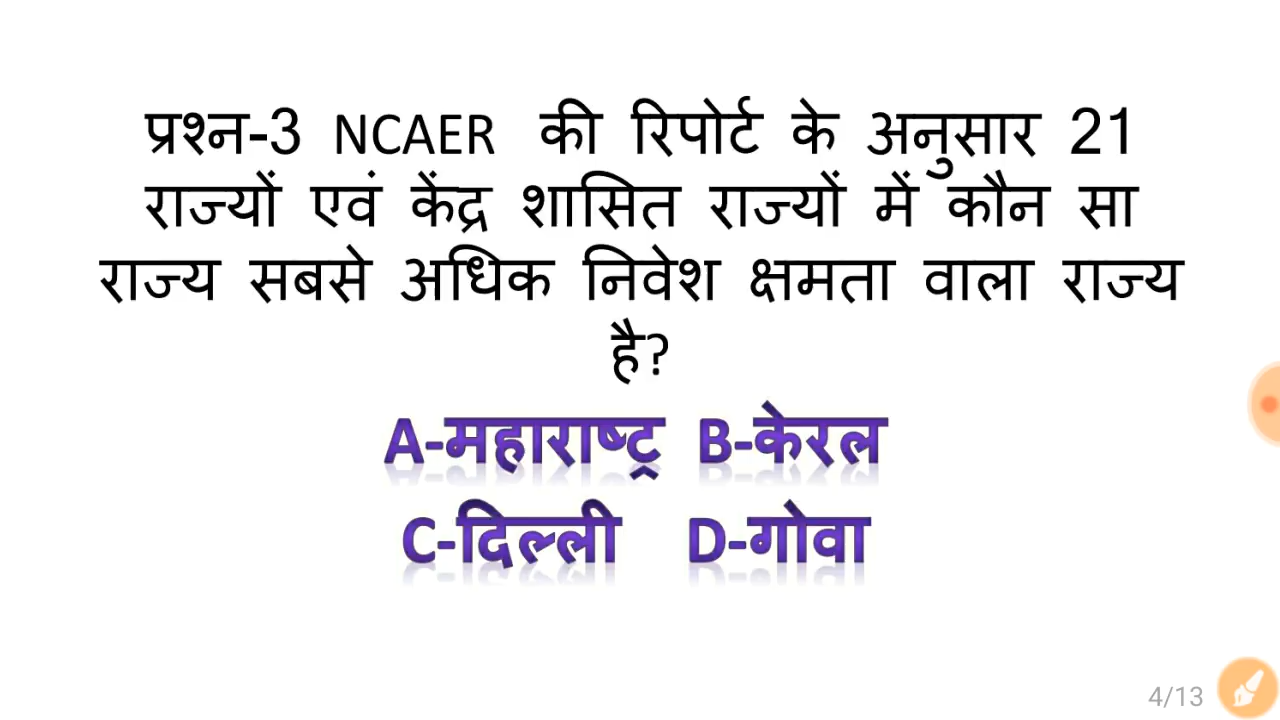 प्रश्न-3 NCAER की रिपोर्ट के अनुसार 21
राज्यों एवं केंद्र शासित राज्यों में कौन सा
राज्य सबसे अधिक निवेश क्षमता वाला राज्य
है?
A-महाराष्ट्र B-केरल
C-दिल्ली D-गोवा
4/13